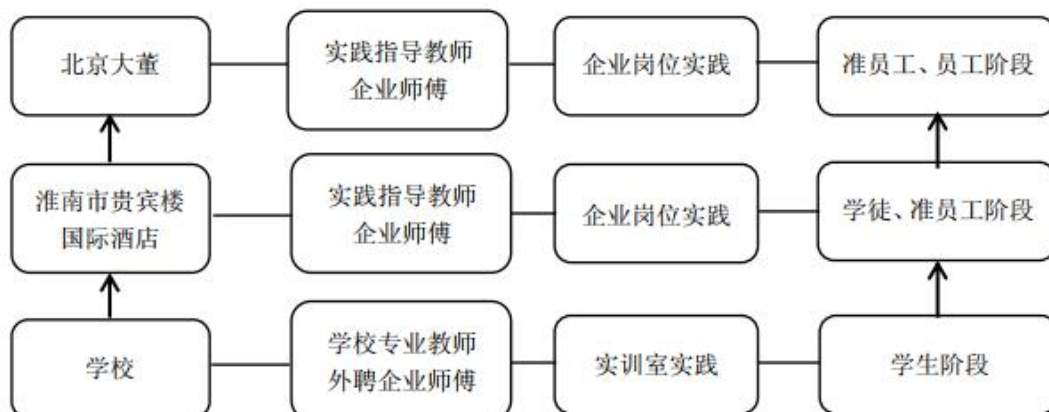 北京大董
实践指导教师
企业师傅
企业岗位实践
准员工、员工阶段
淮南市贵宾楼
国际酒店
实践指导教师
企业师傅
企业岗位实践
学徒、准员工阶段
学校
学校专业教师
外聘企业师傅
实训室实践
学生阶段